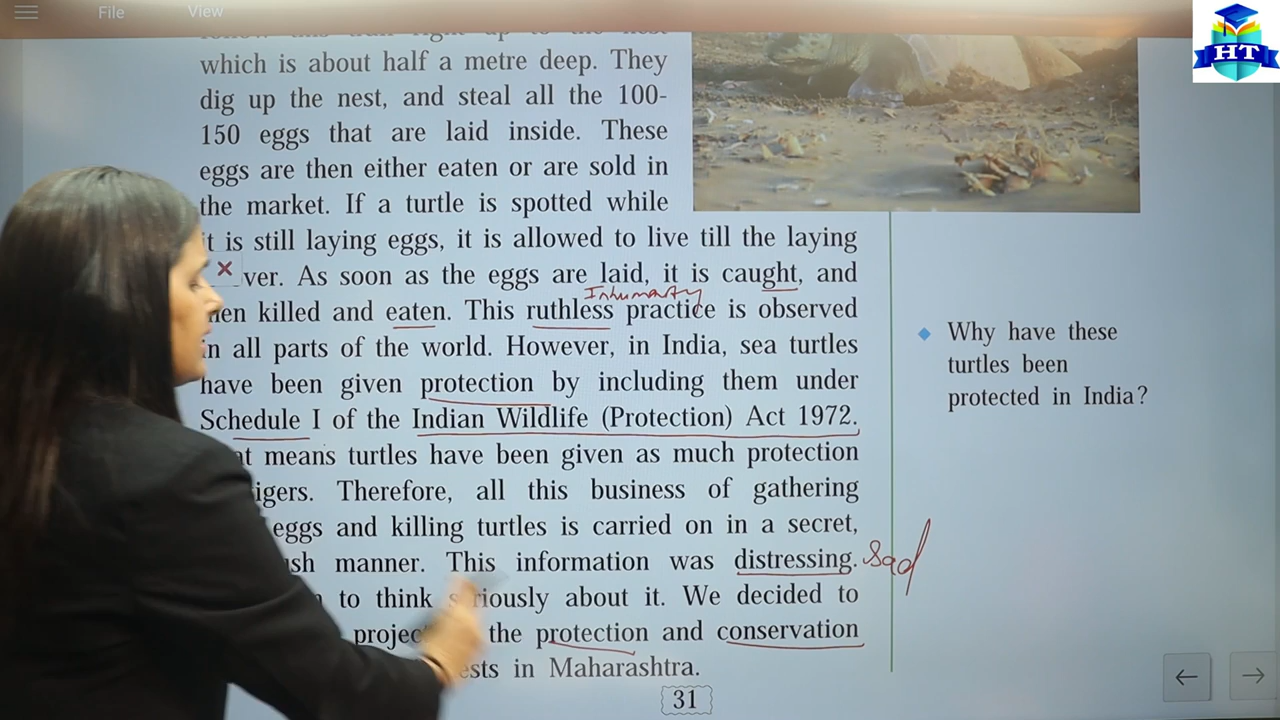 File View
HT
which is about half a metre deep. They
dig up the nest, and steal all the 100-
150 eggs that are laid inside. These
eggs are then either eaten or are sold in
the market. If a turtle is spotted while
it is still laying eggs, it is allowed to live till the laying
ver. As soon as the eggs are laid, it is caught, and
Inhumanty
killed and eaten. This ruthless practice is observed
in all parts of the world. However, in India, sea turtles
have been given protection by including them under
Schedule I of the Indian Wildlife (Protection) Act 1972.
means turtles have been given as much protection
igers. Therefore, all this business of gathering
eggs and killing turtles is carried on in a secret,
manner. This information was distressing. sad
to think seriously about it. We decided to
the protection and conservation
in Maharashtra.
31
Why have these
turtles been
protected in India?